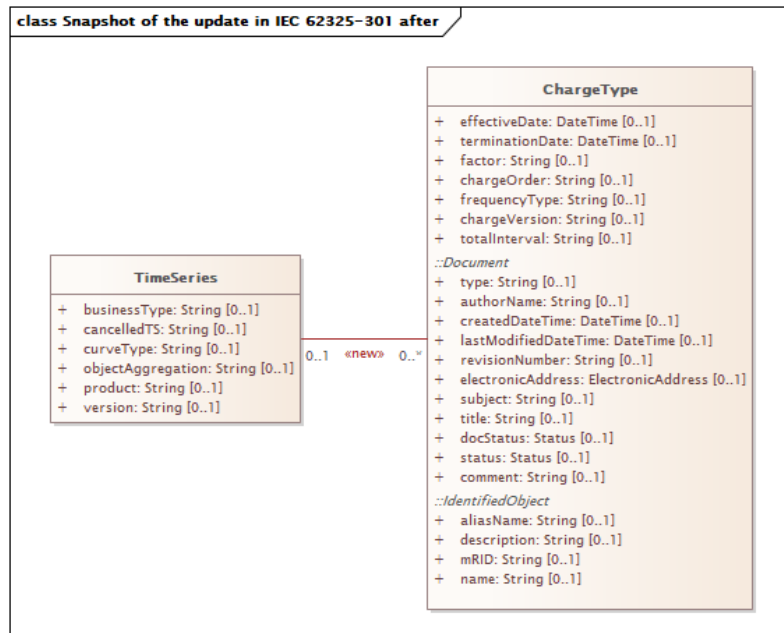 class Snapshot of the update in IEC 62325-301 after
ChargeType
+ effectiveDate: DateTime [0..1]
+ terminationDate: DateTime [0..1]
+ factor: String [0..1]
+ chargeOrder: String [0..1]
+ frequencyType: String [0..1]
+ chargeVersion: String [0..1]
+ totalInterval: String [0..1]
::Document
+ type: String [0..1]
+ authorName: String [0..1]
+ createdDateTime: DateTime [0..1]
+ lastModifiedDateTime: DateTime [0..1]
+ revisionNumber: String [0..1]
+ electronicAddress: ElectronicAddress [0..1]
+ subject: String [0..1]
+ title: String [0..1]
+ docStatus: Status [0..1]
+ status: Status [0..1]
+ comment: String [0..1]
::IdentifiedObject
+ aliasName: String [0..1]
+ description: String [0..1]
+ mRID: String [0..1]
+ name: String [0..1]
TimeSeries
+ businessType: String [0..1]
+ cancelledTS: String [0..1]
+ curveType: String [0..1]
+ objectAggregation: String [0..1]
+ product: String [0..1]
+ version: String [0..1]
0..1 «new» 0..*